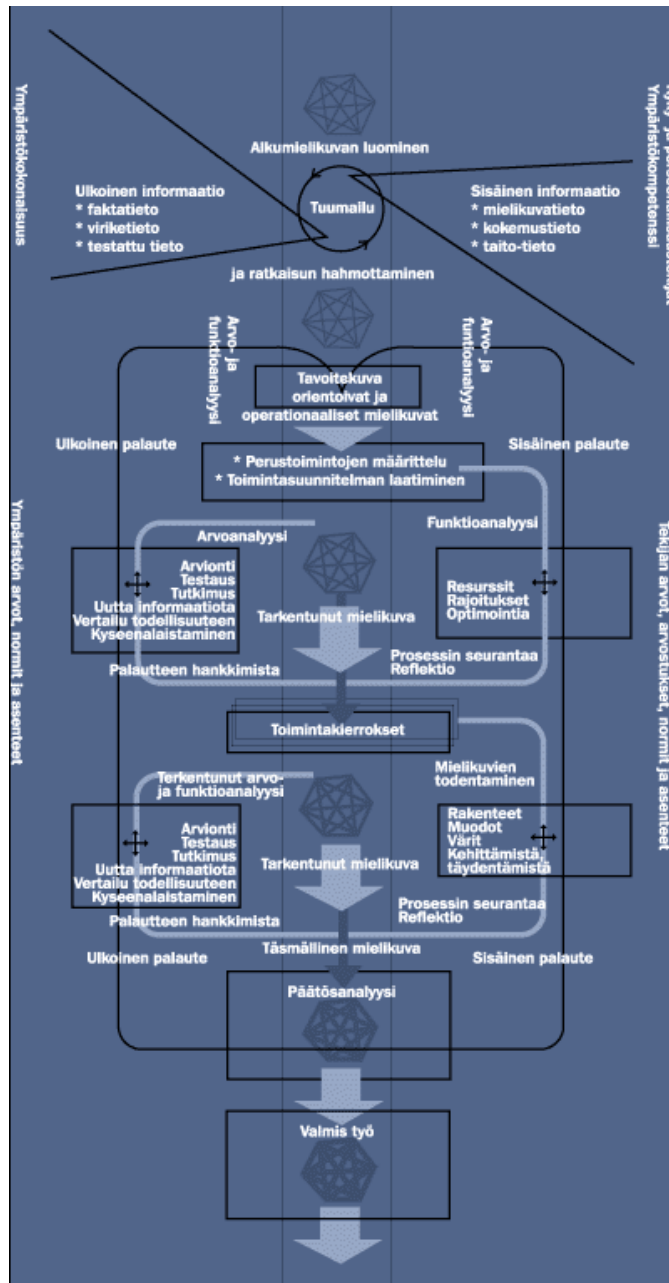 Ympäristökokonaisuus
Ympäristökompetenssi
Alkumielikuvan luominen
Ulkoinen informaatio
* faktatieto
* viriketieto
* testattu tieto
Tuumailu
Sisäinen informaatio
* mielikuvatieto
* kokemustieto
* taito-tieto
ja ratkaisun hahmottaminen
Arvo- ja
funktioanalyysi
Arvo- ja
funtioanalyysi
Tavoitekuva
orientoivat ja
operationaaliset mielikuvat
Ulkoinen palaute
Sisäinen palaute
* Perustoimintojen määrittelu
* Toimintasuunnitelman laatiminen
Ympäristön arvot, normit ja asenteet
Tekijän arvot, arvostukset, normit ja asenteet
Arvoanalyysi
Funktioanalyysi
Arvionti
Testaus
Tutkimus
Uutta informaatiota
Vertailu todellisuuteen
Kyseenalaistaminen
Resurssit
Rajoitukset
Optimointia
Tarkentunut mielikuva
Palautteen hankkimista
Prosessin seurantaa
Reflektio
Toimintakierrokset
Mielikuvien
todentaminen
Terkentunut arvo-
ja funktioanalyysi
Arvionti
Testaus
Tutkimus
Uutta informaatiota
Vertailu todellisuuteen
Kyseenalaistaminen
Rakenteet
Muodot
Värit
Kehittämistä,
täydentämistä
Tarkentunut mielikuva
Palautteen hankkimista
Prosessin seurantaa
Reflektio
Täsmällinen mielikuva
Ulkoinen palaute
Sisäinen palaute
Päätösanalyysi
Valmis työ